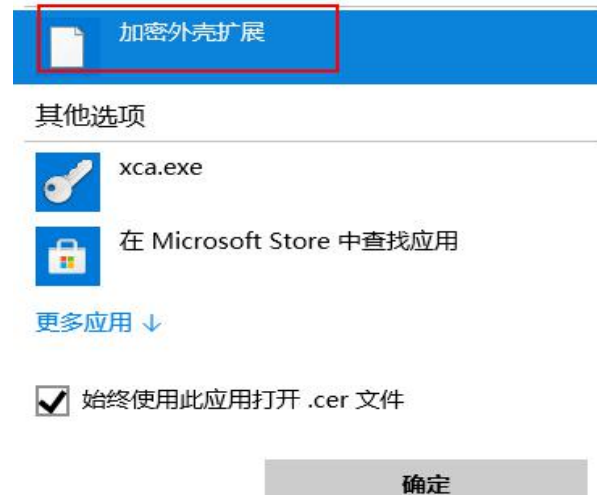 加密外壳扩展
其他选项
xca.exe
在 Microsoft Store 中查找应用
更多应用 ↓
始终使用此应用打开 .cer 文件
确定